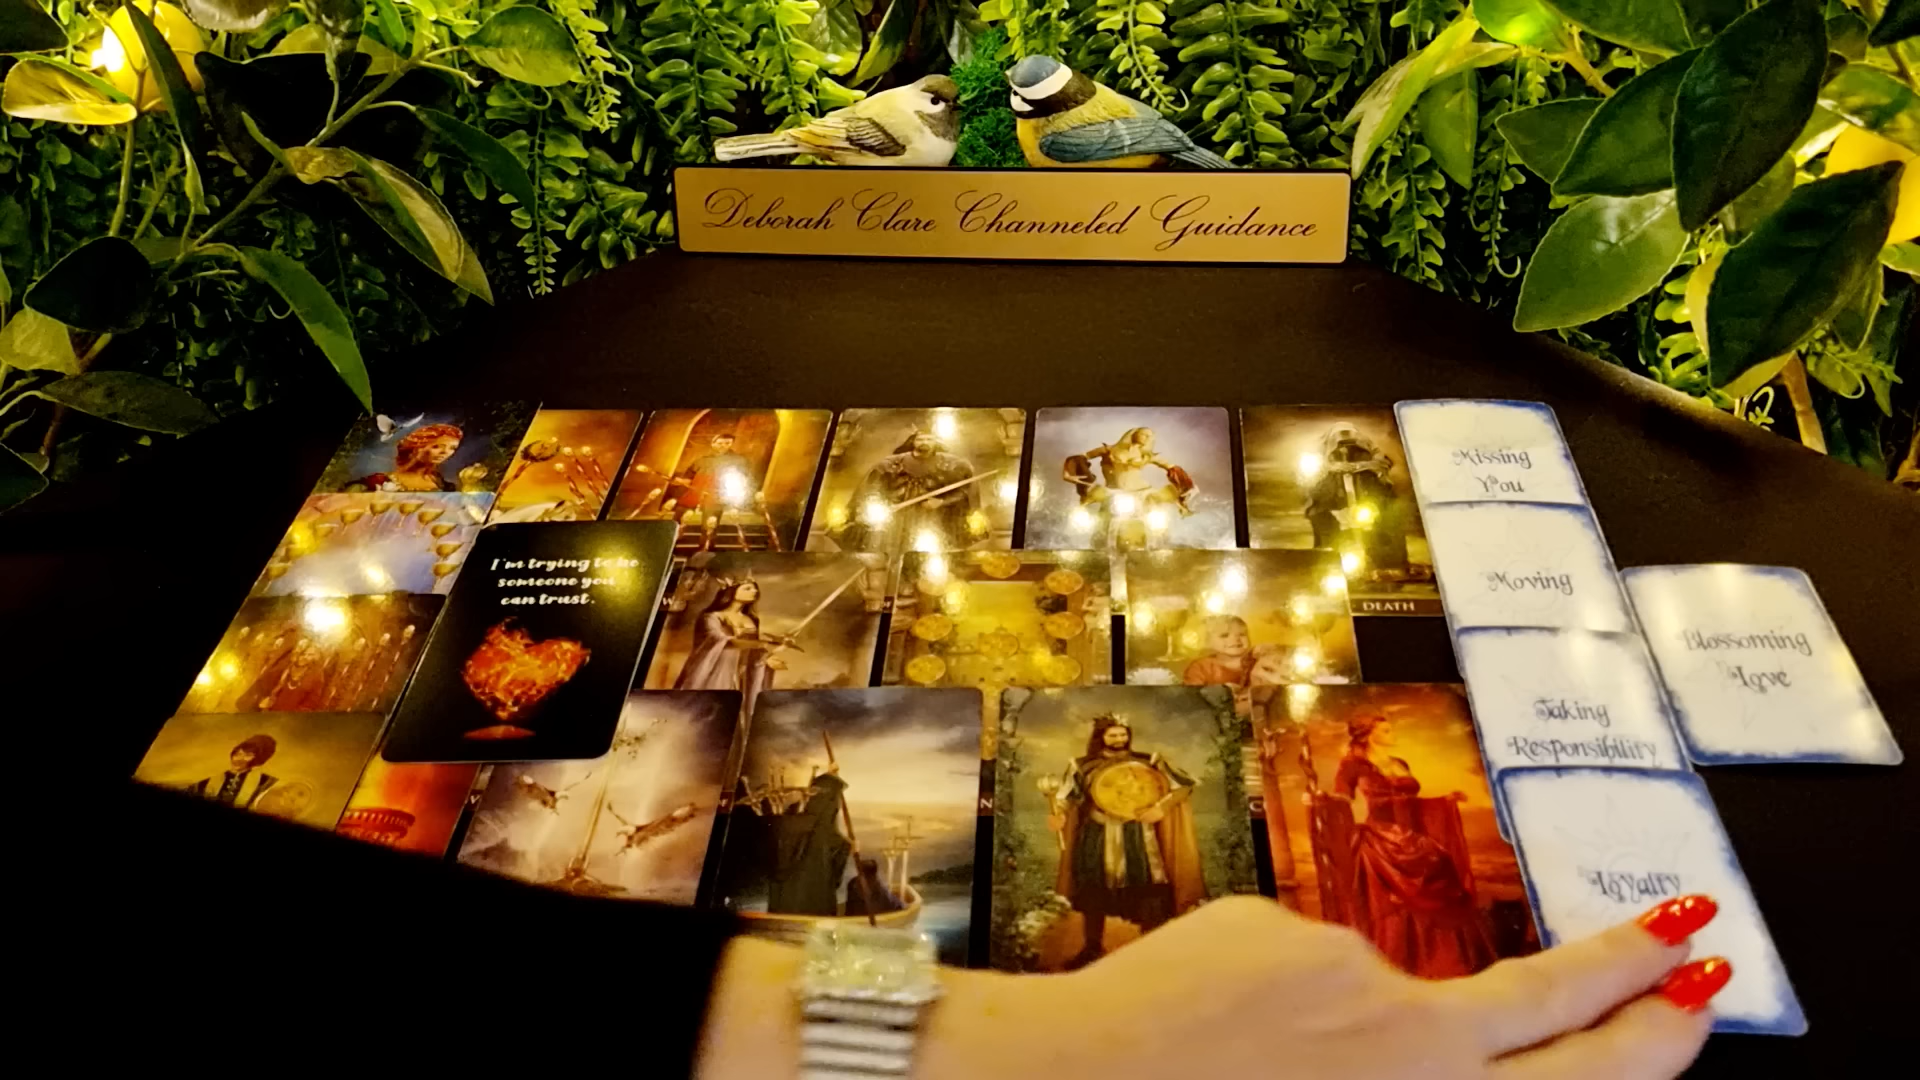 Deborah Clare Channeled Guidance
I'm trying to be
someone you
can trust.
DEATH
Missing
You
Moving
Taking
Responsibility
Loyalty
Blossoming
Love